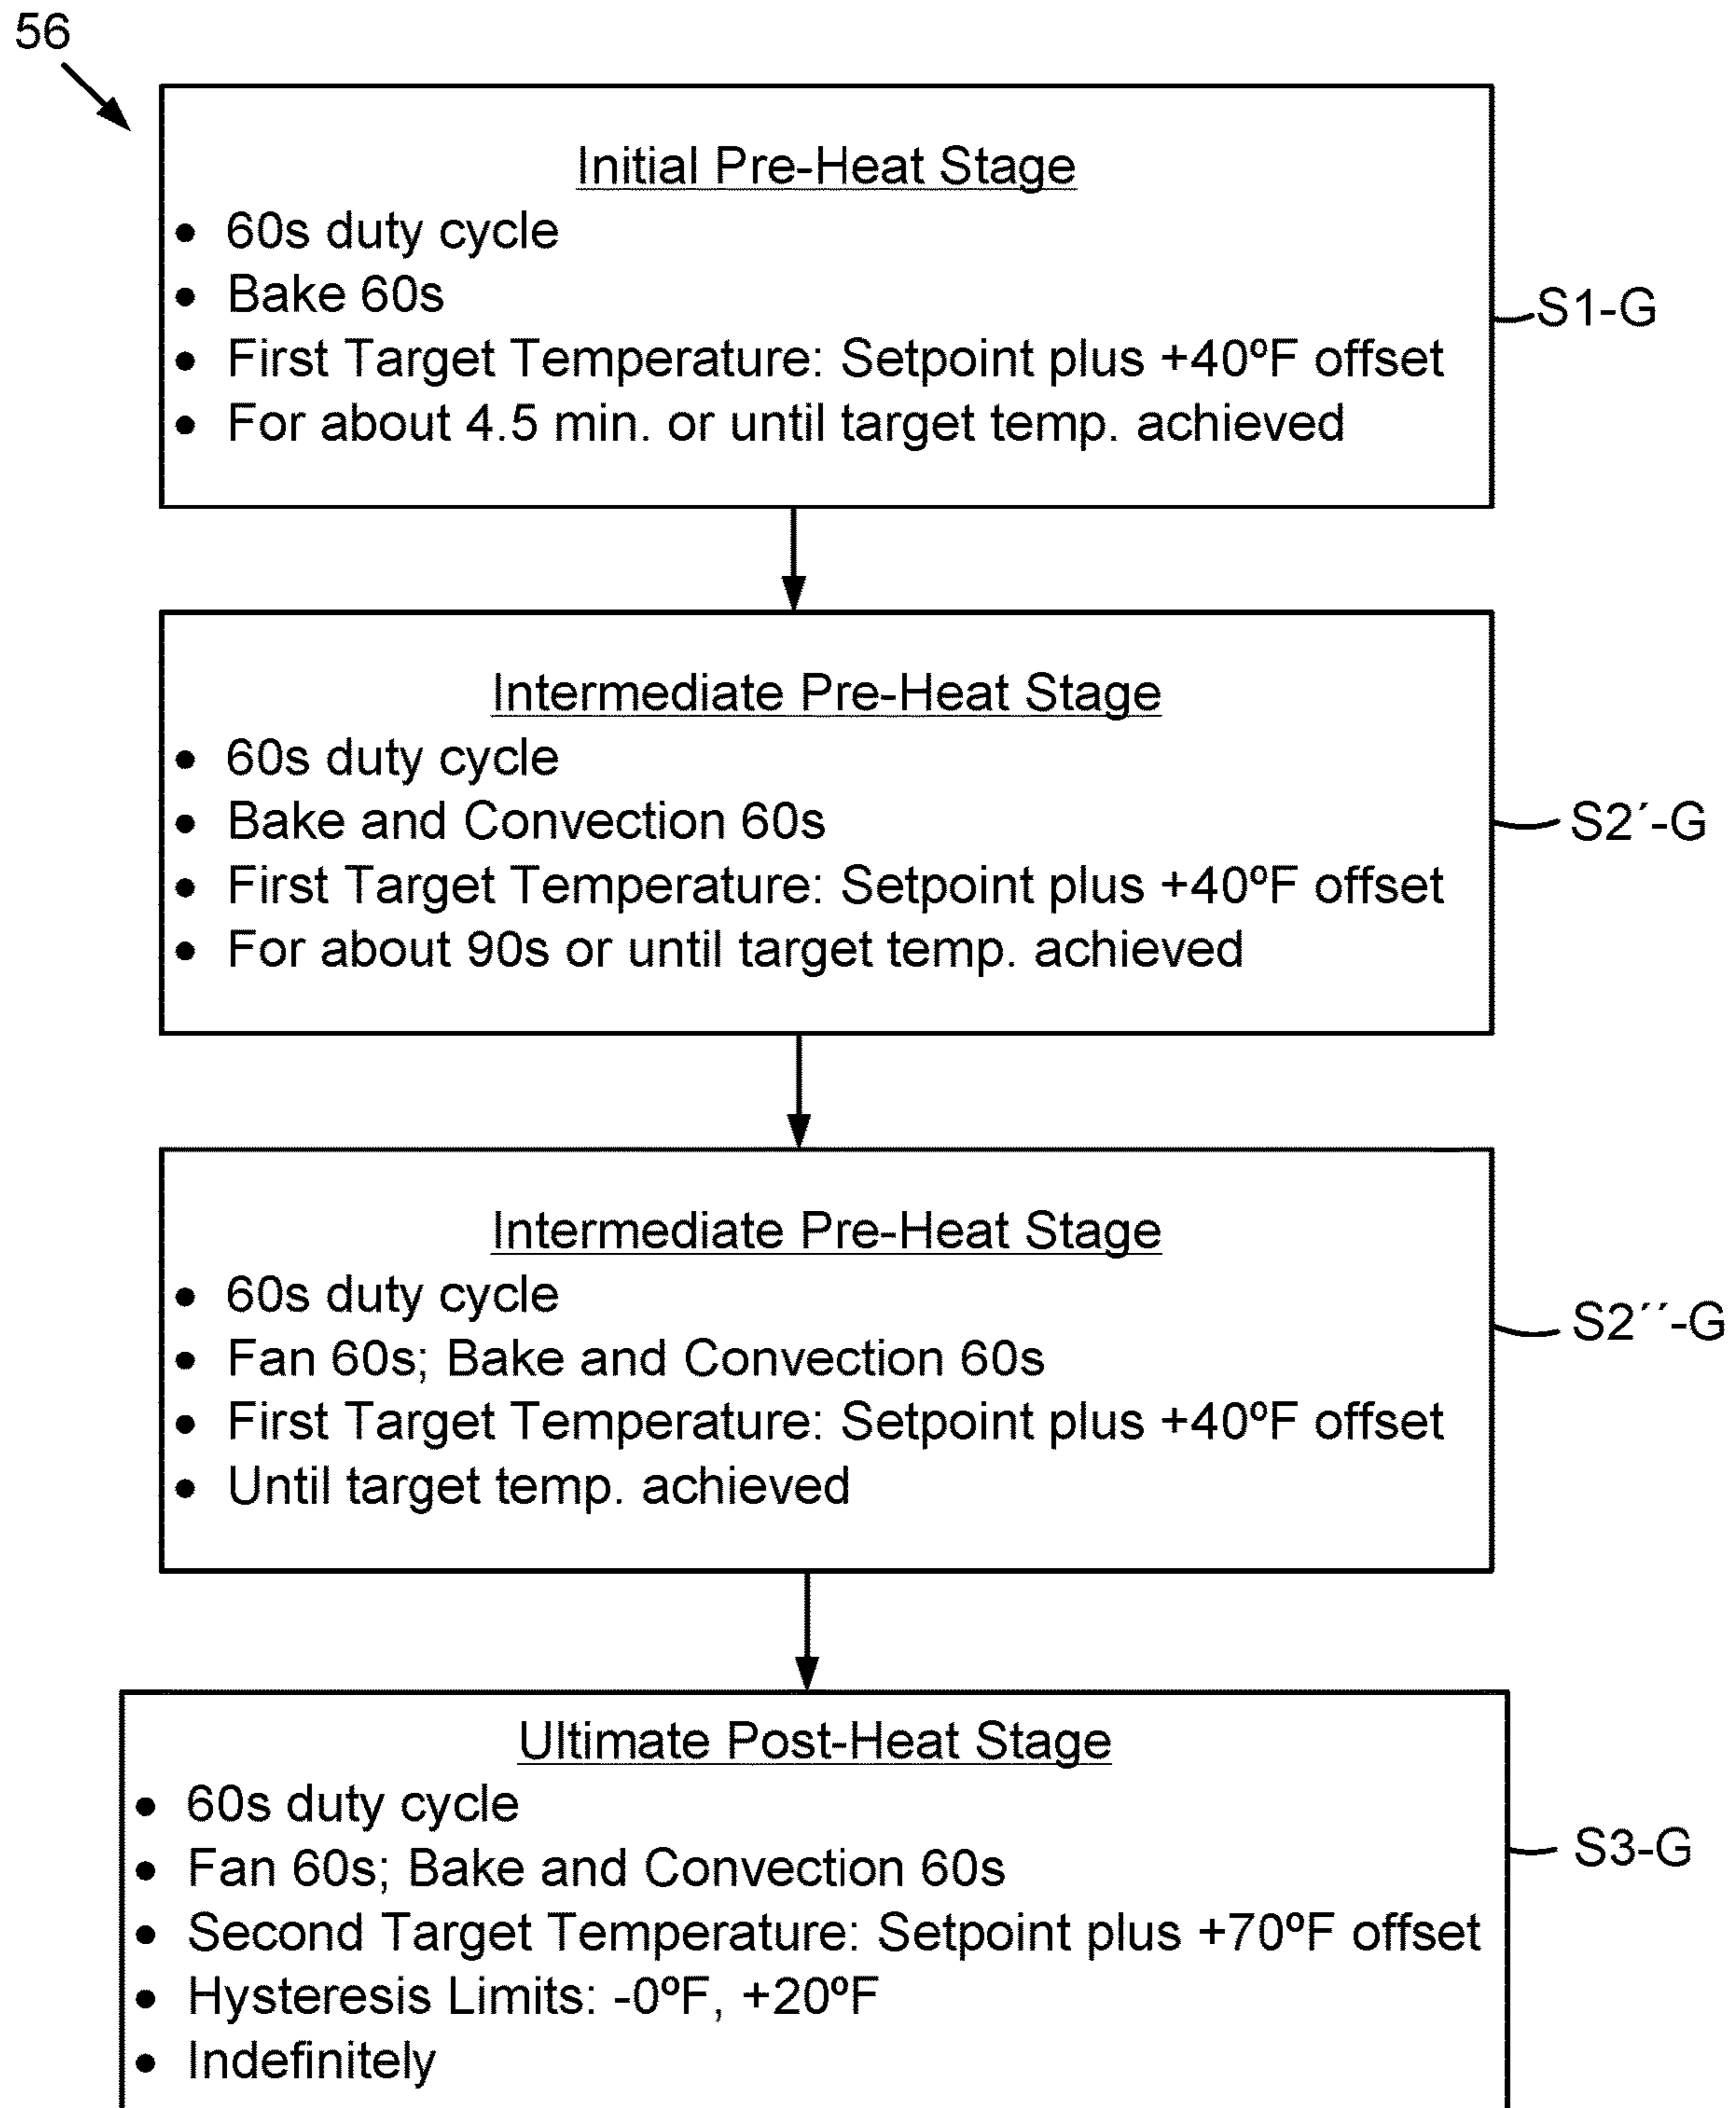 56
Initial Pre-Heat Stage
• 60s duty cycle
• Bake 60s
• First Target Temperature: Setpoint plus +40ºF offset
• For about 4.5 min. or until target temp. achieved
S1-G
Intermediate Pre-Heat Stage
• 60s duty cycle
• Bake and Convection 60s
• First Target Temperature: Setpoint plus +40ºF offset
• For about 90s or until target temp. achieved
S2´-G
Intermediate Pre-Heat Stage
• 60s duty cycle
• Fan 60s; Bake and Convection 60s
• First Target Temperature: Setpoint plus +40ºF offset
• Until target temp. achieved
S2´´-G
Ultimate Post-Heat Stage
• 60s duty cycle
• Fan 60s; Bake and Convection 60s
• Second Target Temperature: Setpoint plus +70ºF offset
• Hysteresis Limits: -0ºF, +20ºF
• Indefinitely
S3-G